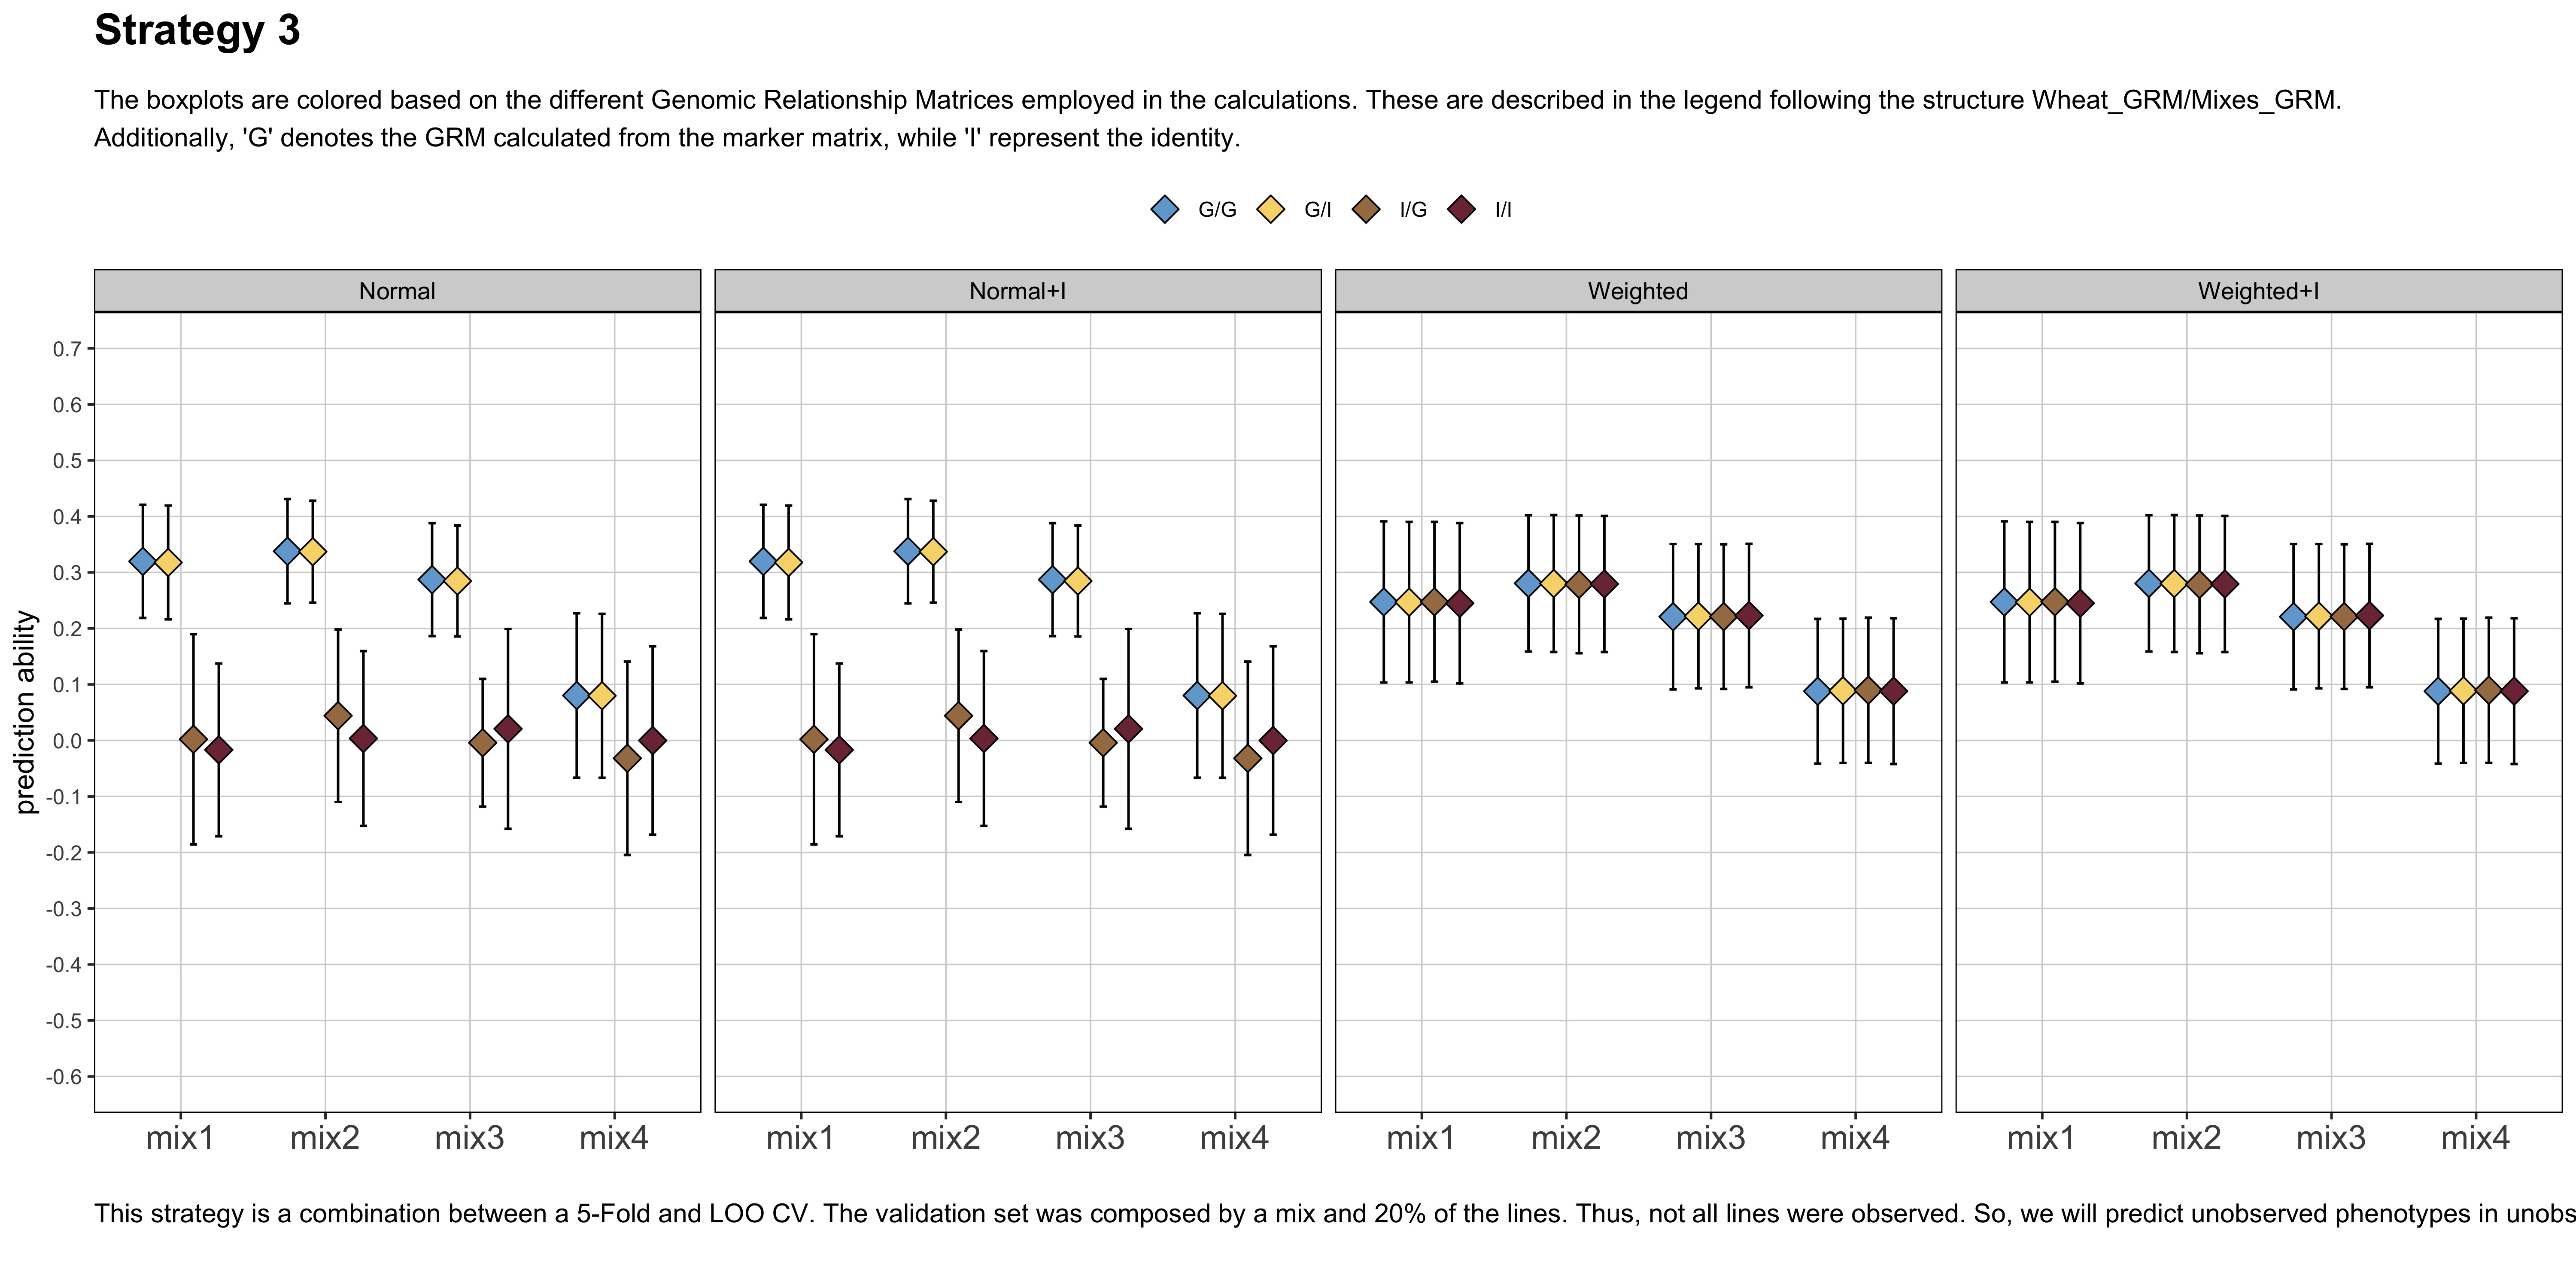 Strategy 3
The boxplots are colored based on the different Genomic Relationship Matrices employed in the calculations. These are described in the legend following the structure Wheat_GRM/Mixes_GRM.
Additionally, 'G' denotes the GRM calculated from the marker matrix, while 'I' represent the identity.
G/G G/I I/G I/I
Normal Normal+I Weighted Weighted+I
prediction ability
0.7
0.6
0.5
0.4
0.3
0.2
0.1
0.0
-0.1
-0.2
-0.3
-0.4
-0.5
-0.6
mix1 mix2 mix3 mix4 mix1 mix2 mix3 mix4 mix1 mix2 mix3 mix4 mix1 mix2 mix3 mix4
This strategy is a combination between a 5-Fold and LOO CV. The validation set was composed by a mix and 20% of the lines. Thus, not all lines were observed. So, we will predict unobserved phenotypes in unobs